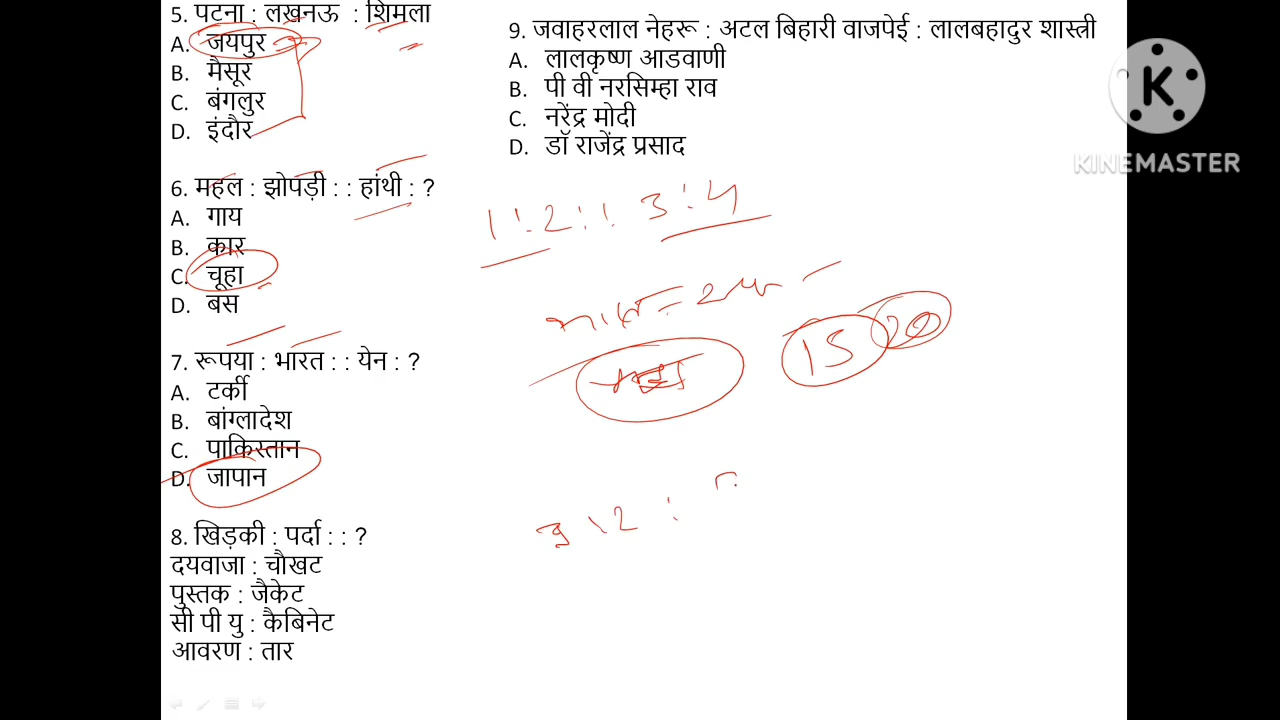 5. पटना : लखनऊ : शिमला
A. जयपुर
B. मैसूर
C. बंगलुर
D. इंदौर
6. महल : झोपड़ी : : हांथी : ?
A. गाय
B. कार
C. चूहा
D. बस
7. रूपया : भारत : : येन : ?
A. टर्की
B. बांग्लादेश
C. पाकिस्तान
D. जापान
8. खिड़की : पर्दा : : ?
दयवाजा : चौखट
पुस्तक : जैकेट
सी पी यु : कैबिनेट
आवरण : तार
9. जवाहरलाल नेहरू : अटल बिहारी वाजपेई : लालबहादुर शास्त्री
A. लालकृष्ण आडवाणी
B. पी वी नरसिम्हा राव
C. नरेंद्र मोदी
D. डॉ राजेंद्र प्रसाद
1 : 2 : : 3 : 4
15 20
K
KINEMASTER